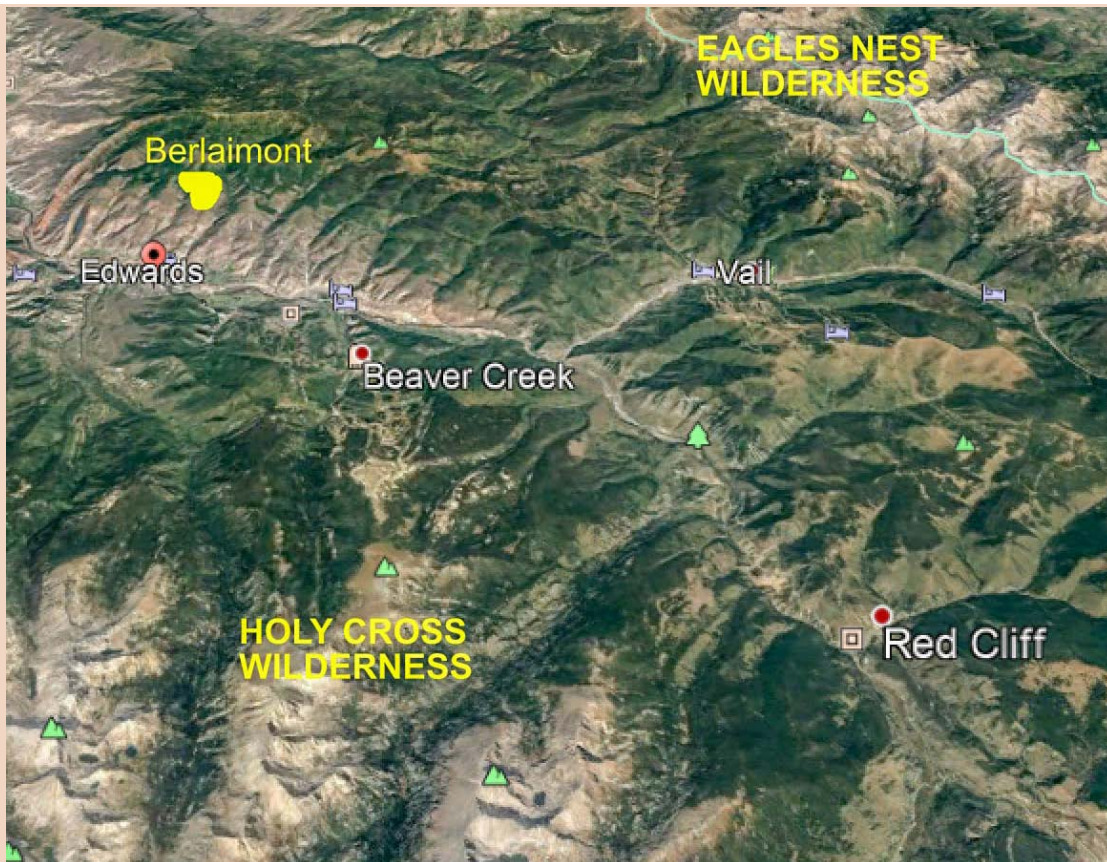 EAGLES NEST
WILDERNESS
Berlaimont
Edwards
Vail
Beaver Creek
HOLY CROSS
WILDERNESS
Red Cliff